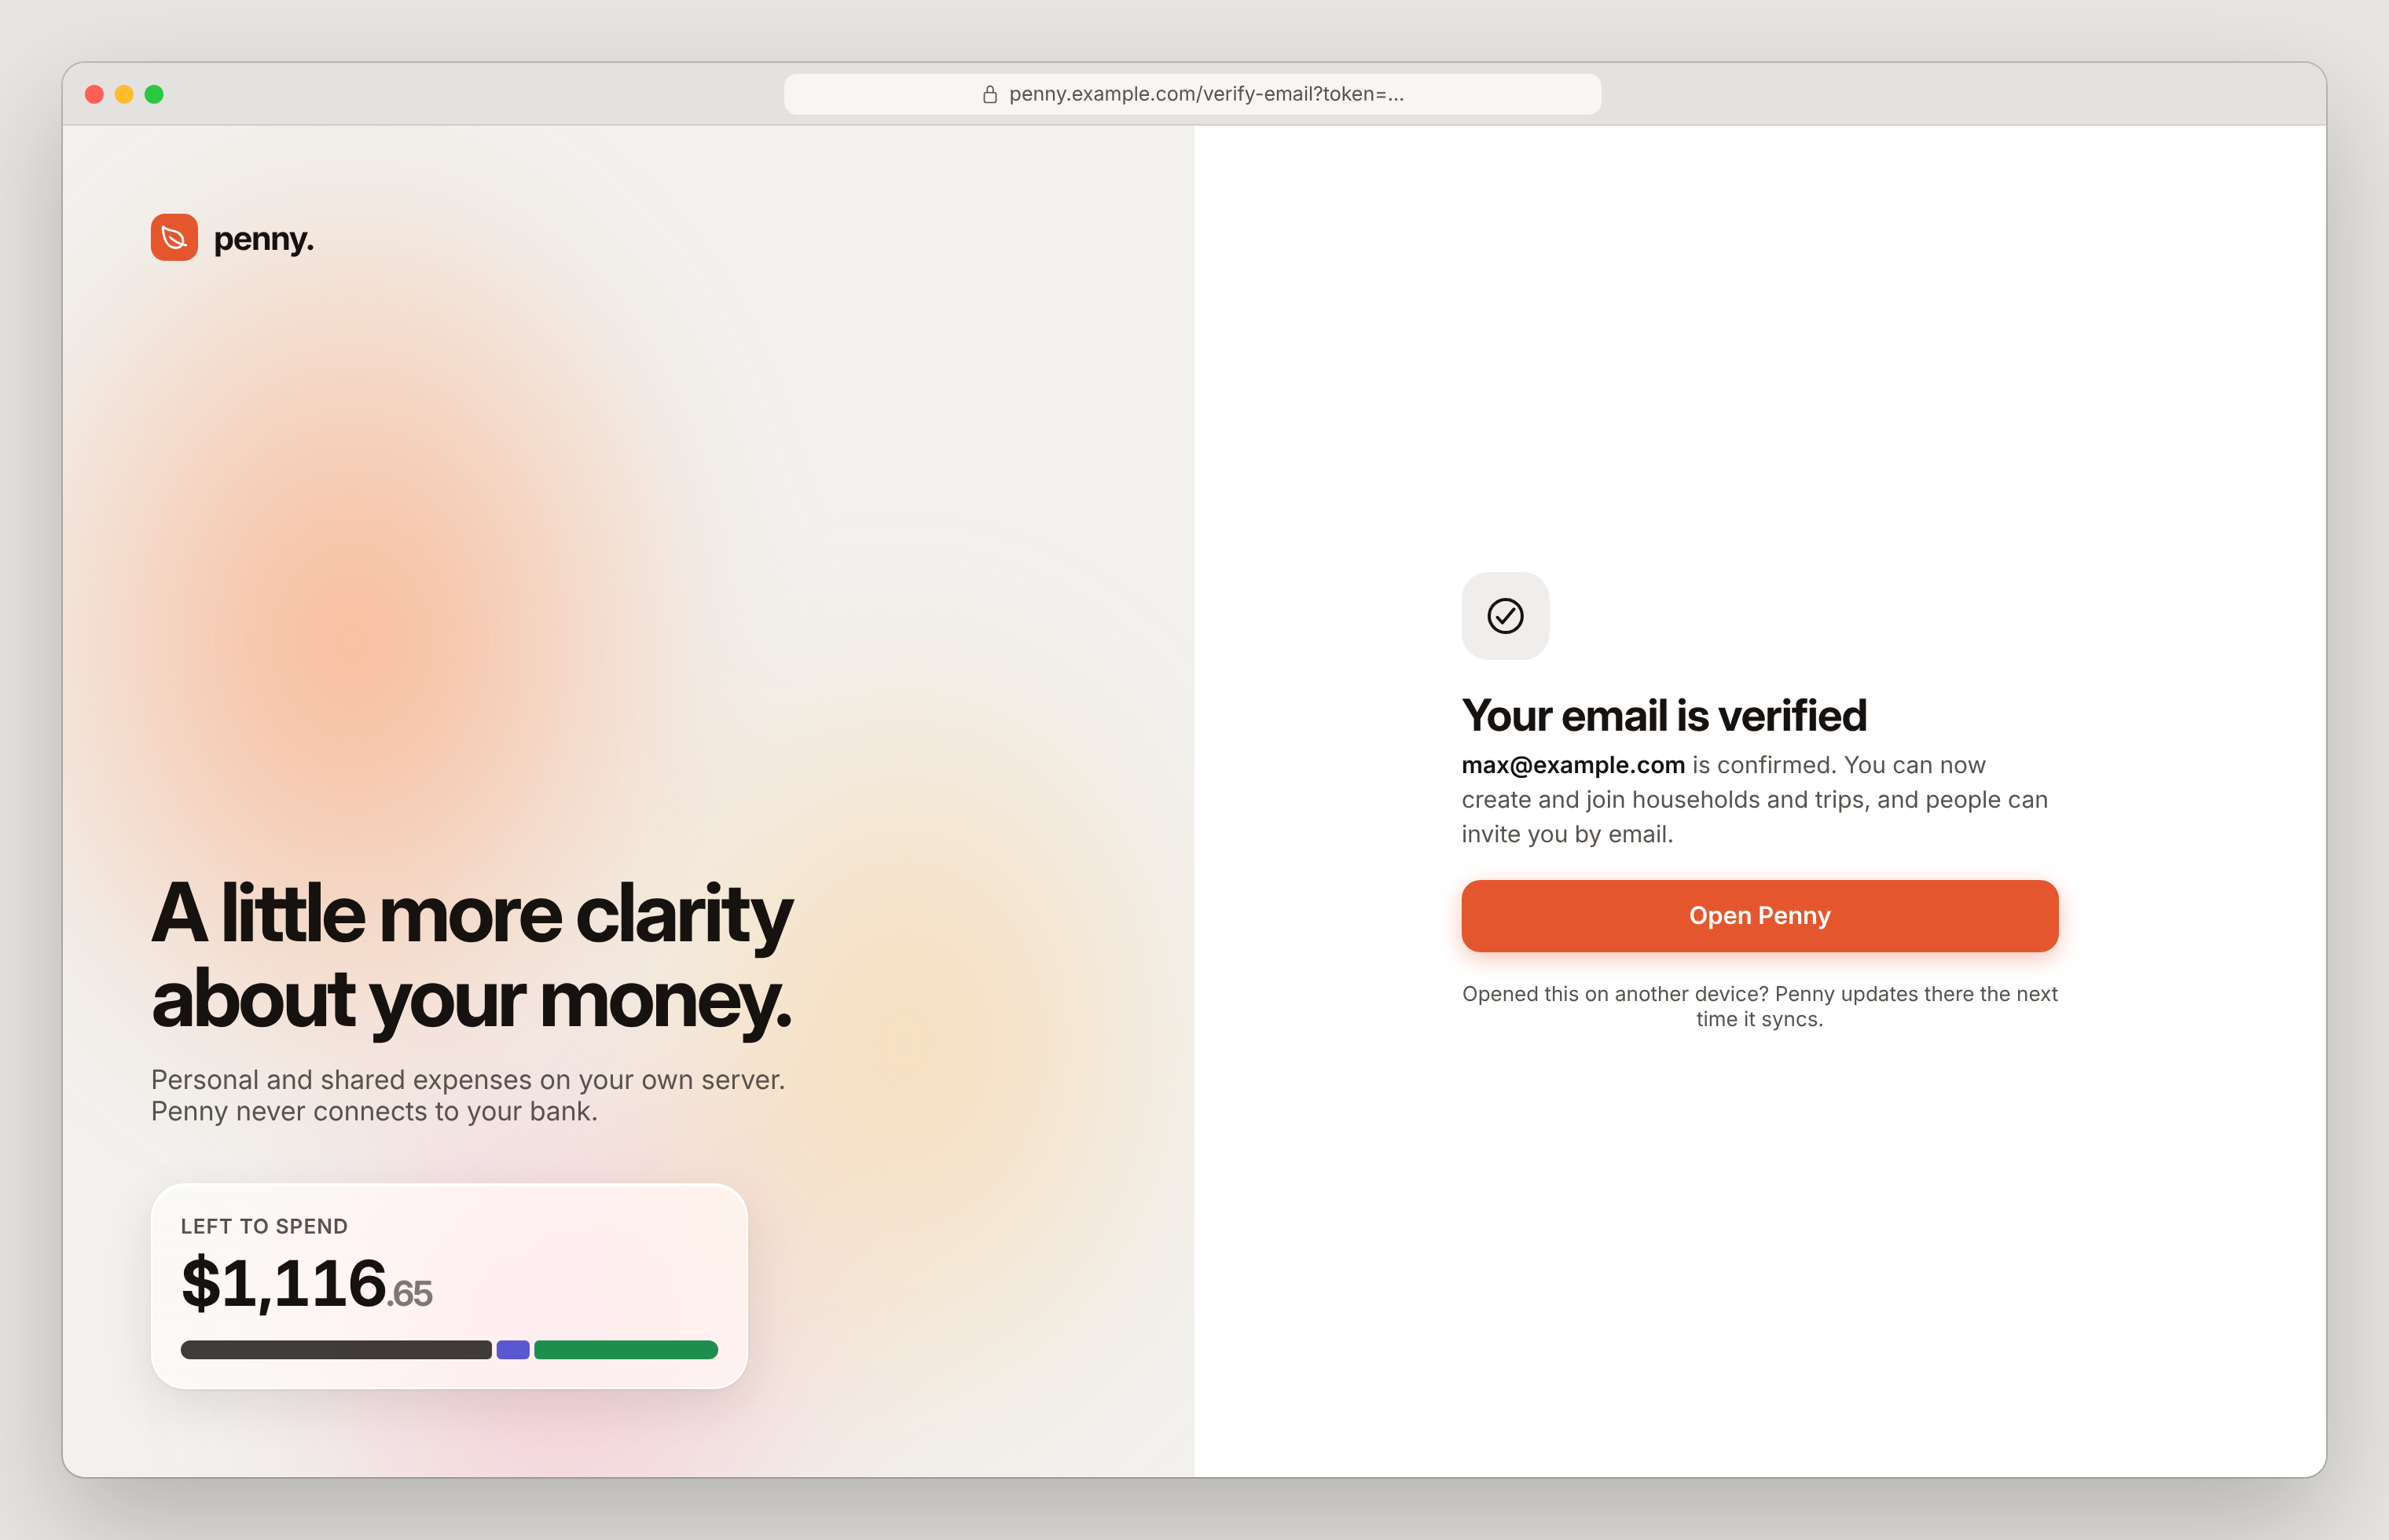 penny.example.com/verify-email?token=...
penny.
A little more clarity
about your money.
Personal and shared expenses on your own server.
Penny never connects to your bank.
LEFT TO SPEND
$1,116.65
Your email is verified
max@example.com is confirmed. You can now
create and join households and trips, and people can
invite you by email.
Open Penny
Opened this on another device? Penny updates there the next
time it syncs.